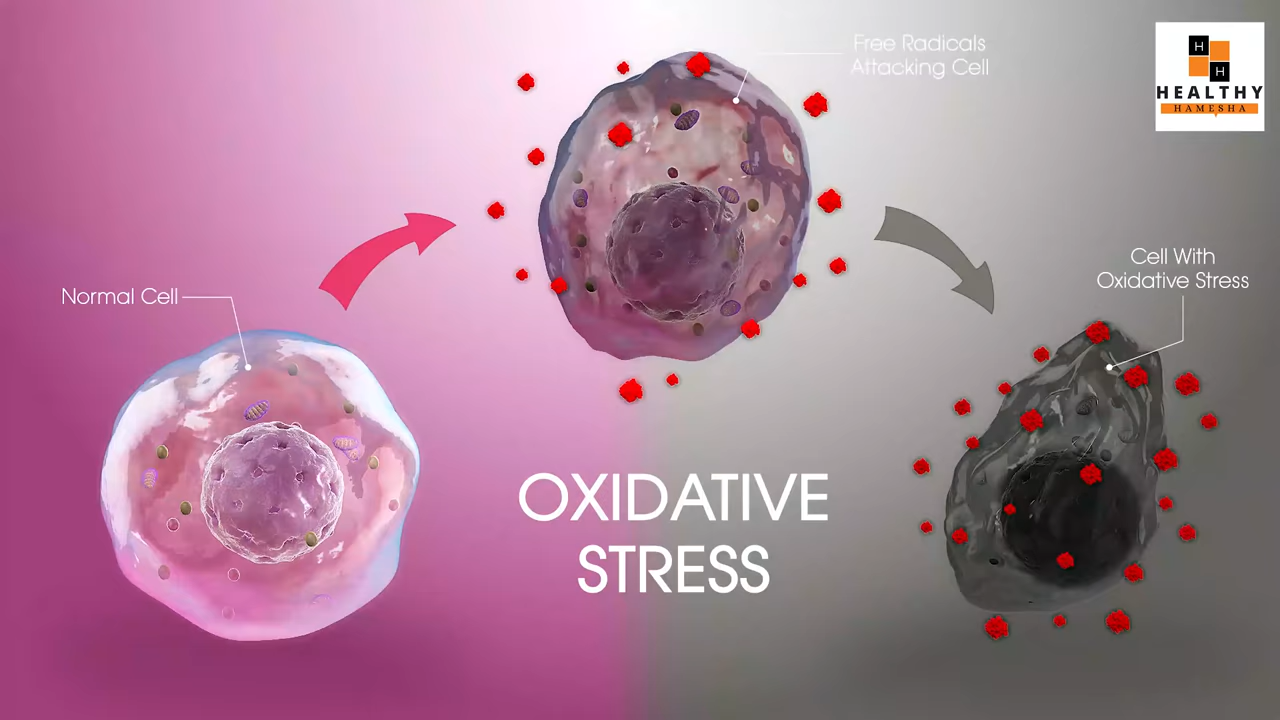 Free Radicals
Attacking Cell
H
H
HEALTHY
HAMESHA
Normal Cell
Cell With
Oxidative Stress
OXIDATIVE
STRESS